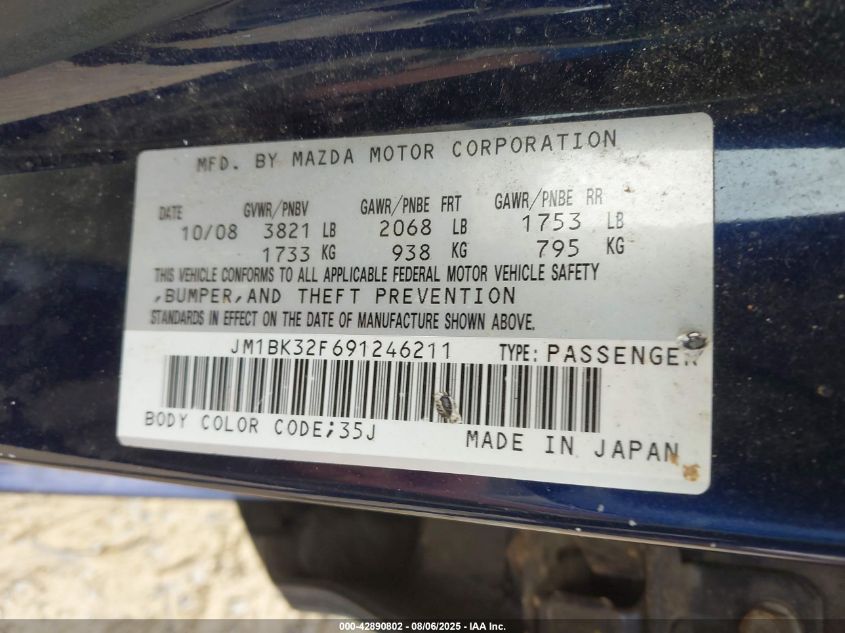 MFD. BY MAZDA MOTOR CORPORATION
DATE GVWR/PNBV GAWR/PNBE FRT GAWR/PNBE RR
10/08 3821 LB 2068 LB 1753 LB
1733 KG 938 KG 795 KG
THIS VEHICLE CONFORMS TO ALL APPLICABLE FEDERAL MOTOR VEHICLE SAFETY
,BUMPER,AND THEFT PREVENTION
STANDARDS IN EFFECT ON THE DATE OF MANUFACTURE SHOWN ABOVE.
JM1BK32F691246211 TYPE: PASSENGER
BODY COLOR CODE;35J MADE IN JAPAN
000-42890802 - 08/06/2025 - IAA Inc.